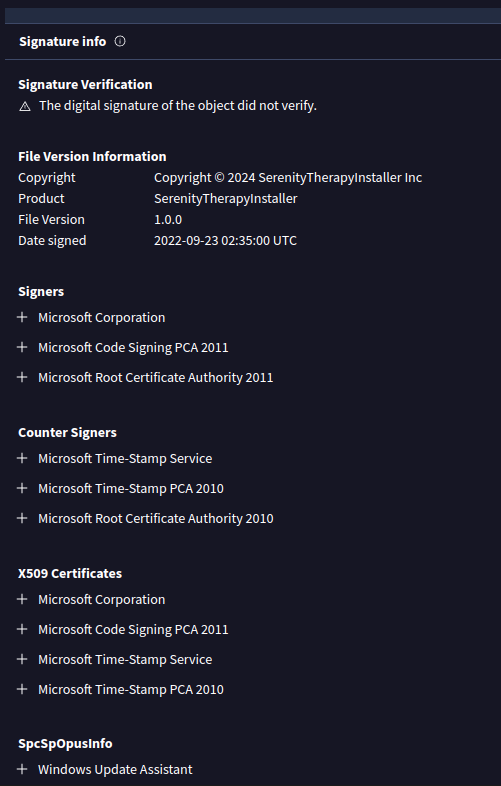 Signature info
Signature Verification
The digital signature of the object did not verify.
File Version Information
Copyright Copyright © 2024 SerenityTherapyInstaller Inc
Product SerenityTherapyInstaller
File Version 1.0.0
Date signed 2022-09-23 02:35:00 UTC
Signers
Microsoft Corporation
Microsoft Code Signing PCA 2011
Microsoft Root Certificate Authority 2011
Counter Signers
Microsoft Time-Stamp Service
Microsoft Time-Stamp PCA 2010
Microsoft Root Certificate Authority 2010
X509 Certificates
Microsoft Corporation
Microsoft Code Signing PCA 2011
Microsoft Time-Stamp Service
Microsoft Time-Stamp PCA 2010
SpcSpOpusInfo
Windows Update Assistant